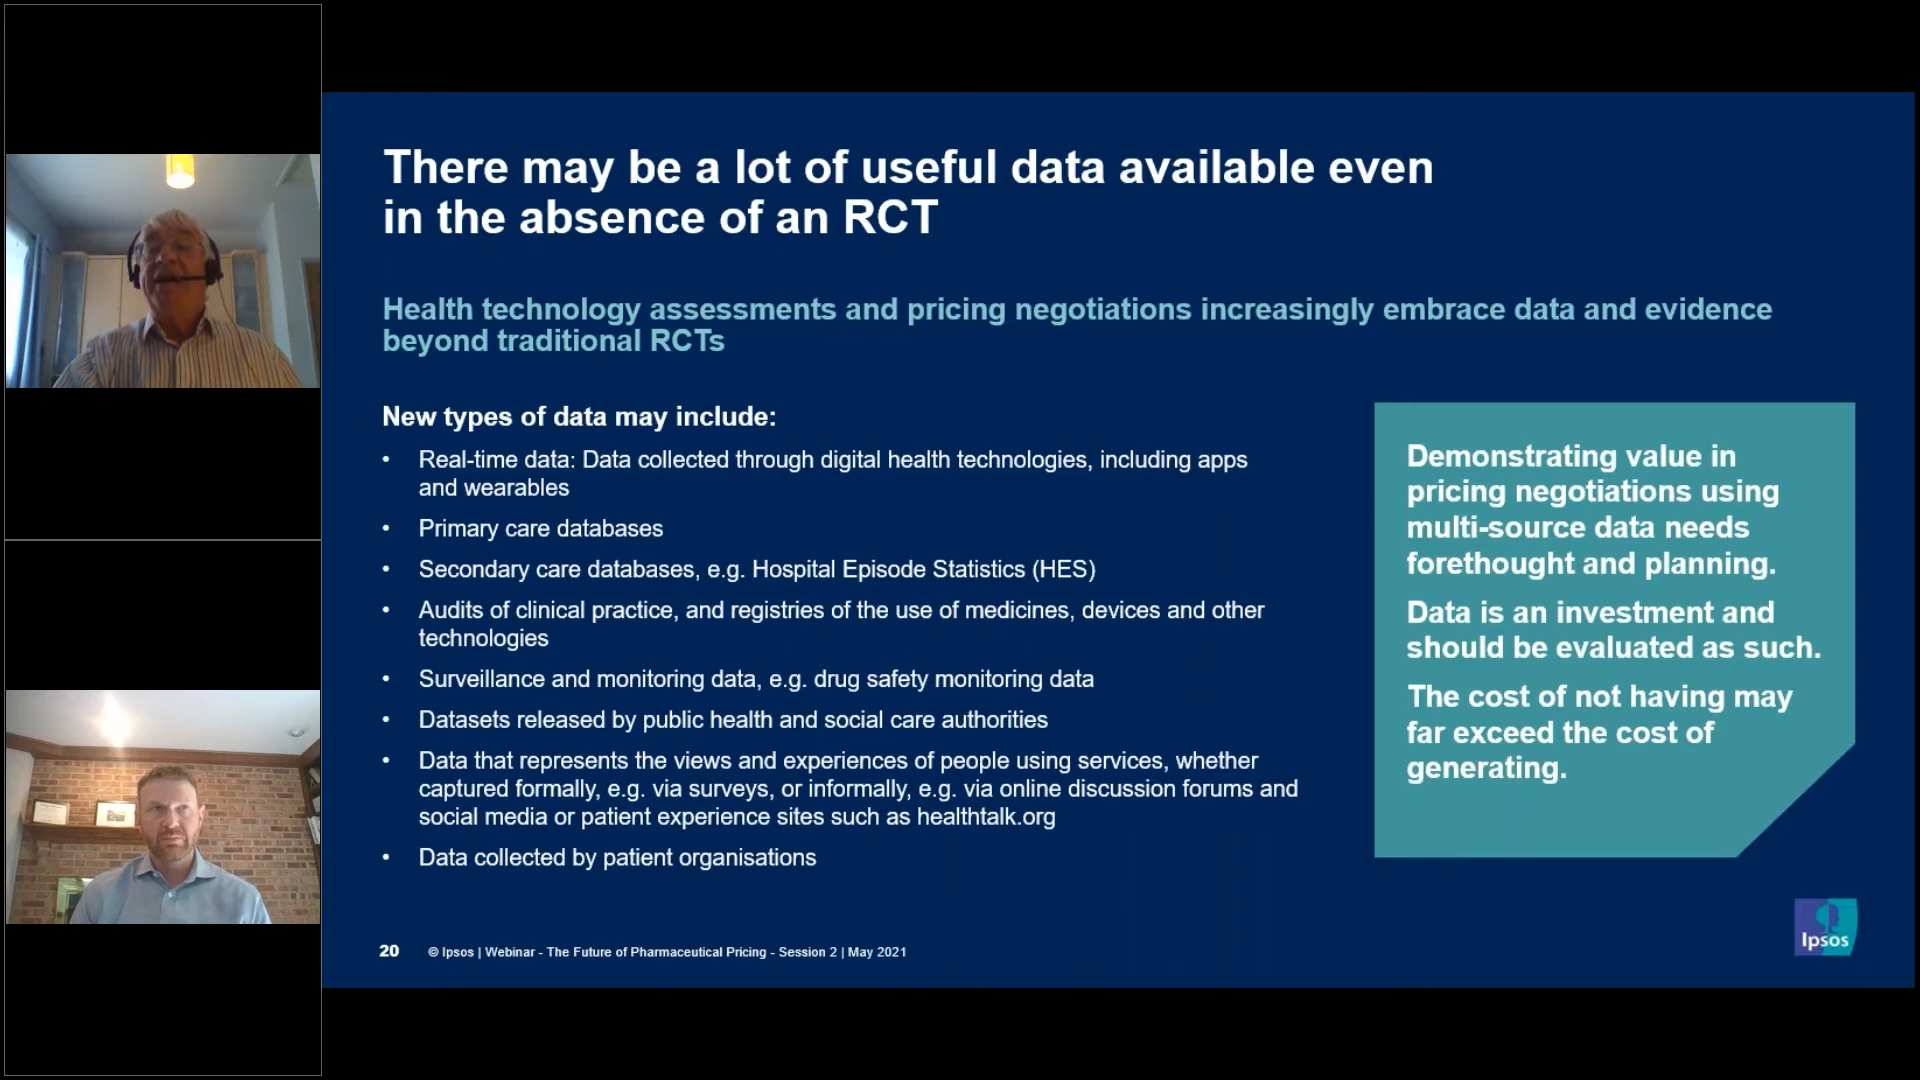 There may be a lot of useful data available even
in the absence of an RCT
Health technology assessments and pricing negotiations increasingly embrace data and evidence
beyond traditional RCTs
New types of data may include:
• Real-time data: Data collected through digital health technologies, including apps
and wearables
• Primary care databases
• Secondary care databases, e.g. Hospital Episode Statistics (HES)
• Audits of clinical practice, and registries of the use of medicines, devices and other
technologies
• Surveillance and monitoring data, e.g. drug safety monitoring data
• Datasets released by public health and social care authorities
• Data that represents the views and experiences of people using services, whether
captured formally, e.g. via surveys, or informally, e.g. via online discussion forums and
social media or patient experience sites such as healthtalk.org
• Data collected by patient organisations
Demonstrating value in
pricing negotiations using
multi-source data needs
forethought and planning.
Data is an investment and
should be evaluated as such.
The cost of not having may
far exceed the cost of
generating.
20 © Ipsos | Webinar - The Future of Pharmaceutical Pricing - Session 2 | May 2021
Ipsos